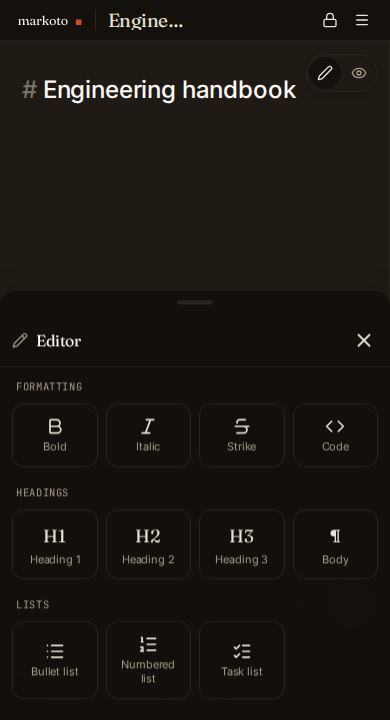 markoto
Engine...
# Engineering handbook
Editor
FORMATTING
Bold
Italic
Strike
Code
HEADINGS
H1
H2
H3
¶
Heading 1
Heading 2
Heading 3
Body
LISTS
Bullet list
Numbered
list
Task list